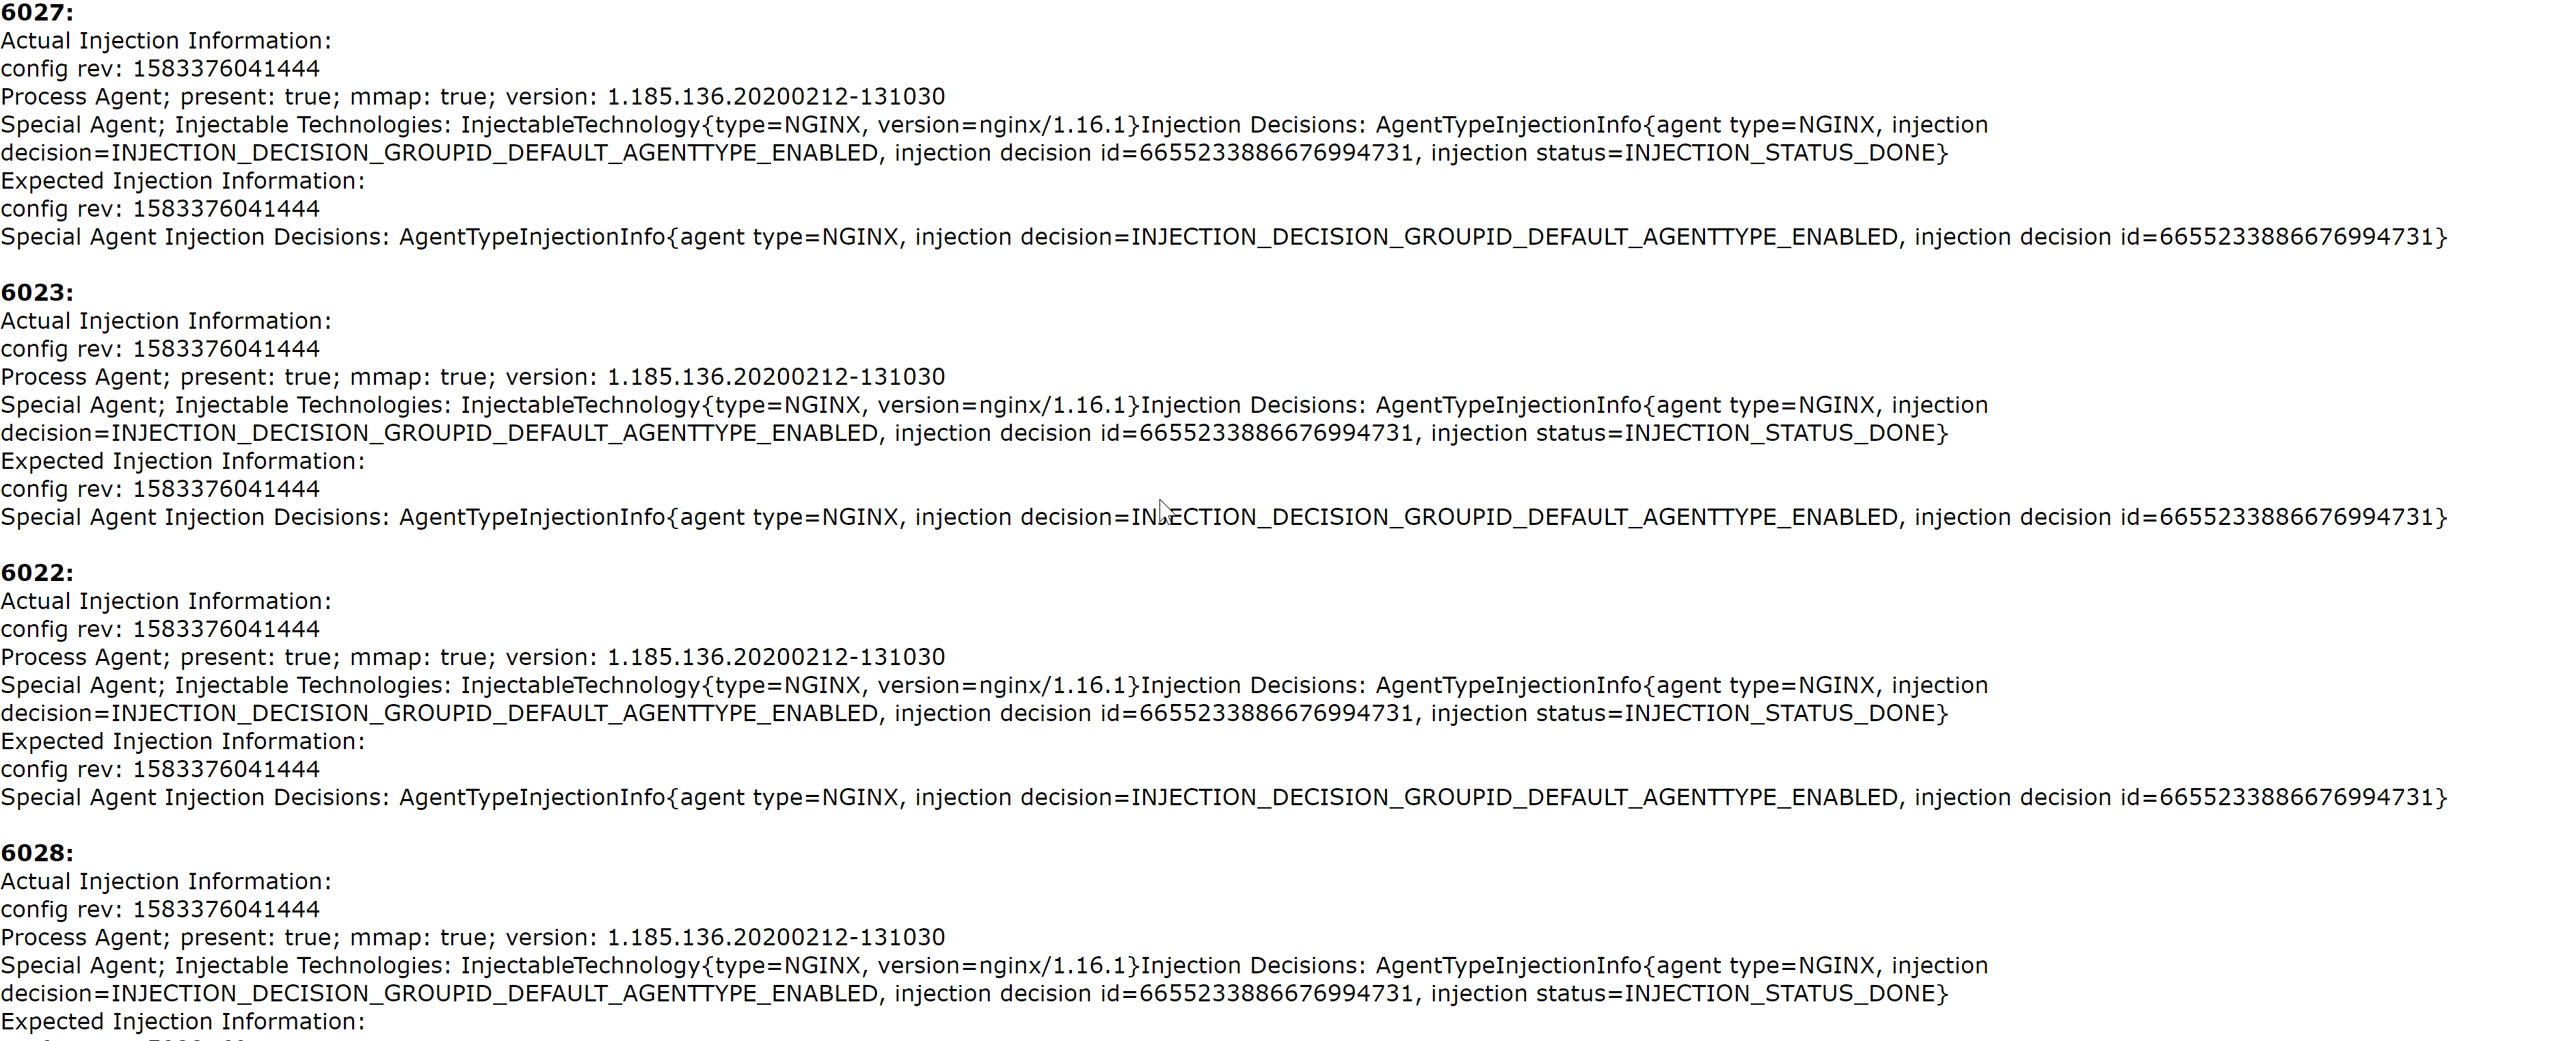 6027:
Actual Injection Information:
config rev: 1583376041444
Process Agent; present: true; mmap: true; version: 1.185.136.20200212-131030
Special Agent; Injectable Technologies: InjectableTechnology{type=NGINX, version=nginx/1.16.1}Injection Decisions: AgentTypeInjectionInfo{agent type=NGINX, injection
decision=INJECTION_DECISION_GROUPID_DEFAULT_AGENTTYPE_ENABLED, injection decision id=6655233886676994731, injection status=INJECTION_STATUS_DONE}
Expected Injection Information:
config rev: 1583376041444
Special Agent Injection Decisions: AgentTypeInjectionInfo{agent type=NGINX, injection decision=INJECTION_DECISION_GROUPID_DEFAULT_AGENTTYPE_ENABLED, injection decision id=6655233886676994731}
6023:
Actual Injection Information:
config rev: 1583376041444
Process Agent; present: true; mmap: true; version: 1.185.136.20200212-131030
Special Agent; Injectable Technologies: InjectableTechnology{type=NGINX, version=nginx/1.16.1}Injection Decisions: AgentTypeInjectionInfo{agent type=NGINX, injection
decision=INJECTION_DECISION_GROUPID_DEFAULT_AGENTTYPE_ENABLED, injection decision id=6655233886676994731, injection status=INJECTION_STATUS_DONE}
Expected Injection Information:
config rev: 1583376041444
Special Agent Injection Decisions: AgentTypeInjectionInfo{agent type=NGINX, injection decision=INJECTION_DECISION_GROUPID_DEFAULT_AGENTTYPE_ENABLED, injection decision id=6655233886676994731}
6022:
Actual Injection Information:
config rev: 1583376041444
Process Agent; present: true; mmap: true; version: 1.185.136.20200212-131030
Special Agent; Injectable Technologies: InjectableTechnology{type=NGINX, version=nginx/1.16.1}Injection Decisions: AgentTypeInjectionInfo{agent type=NGINX, injection
decision=INJECTION_DECISION_GROUPID_DEFAULT_AGENTTYPE_ENABLED, injection decision id=6655233886676994731, injection status=INJECTION_STATUS_DONE}
Expected Injection Information:
config rev: 1583376041444
Special Agent Injection Decisions: AgentTypeInjectionInfo{agent type=NGINX, injection decision=INJECTION_DECISION_GROUPID_DEFAULT_AGENTTYPE_ENABLED, injection decision id=6655233886676994731}
6028:
Actual Injection Information:
config rev: 1583376041444
Process Agent; present: true; mmap: true; version: 1.185.136.20200212-131030
Special Agent; Injectable Technologies: InjectableTechnology{type=NGINX, version=nginx/1.16.1}Injection Decisions: AgentTypeInjectionInfo{agent type=NGINX, injection
decision=INJECTION_DECISION_GROUPID_DEFAULT_AGENTTYPE_ENABLED, injection decision id=6655233886676994731, injection status=INJECTION_STATUS_DONE}
Expected Injection Information: